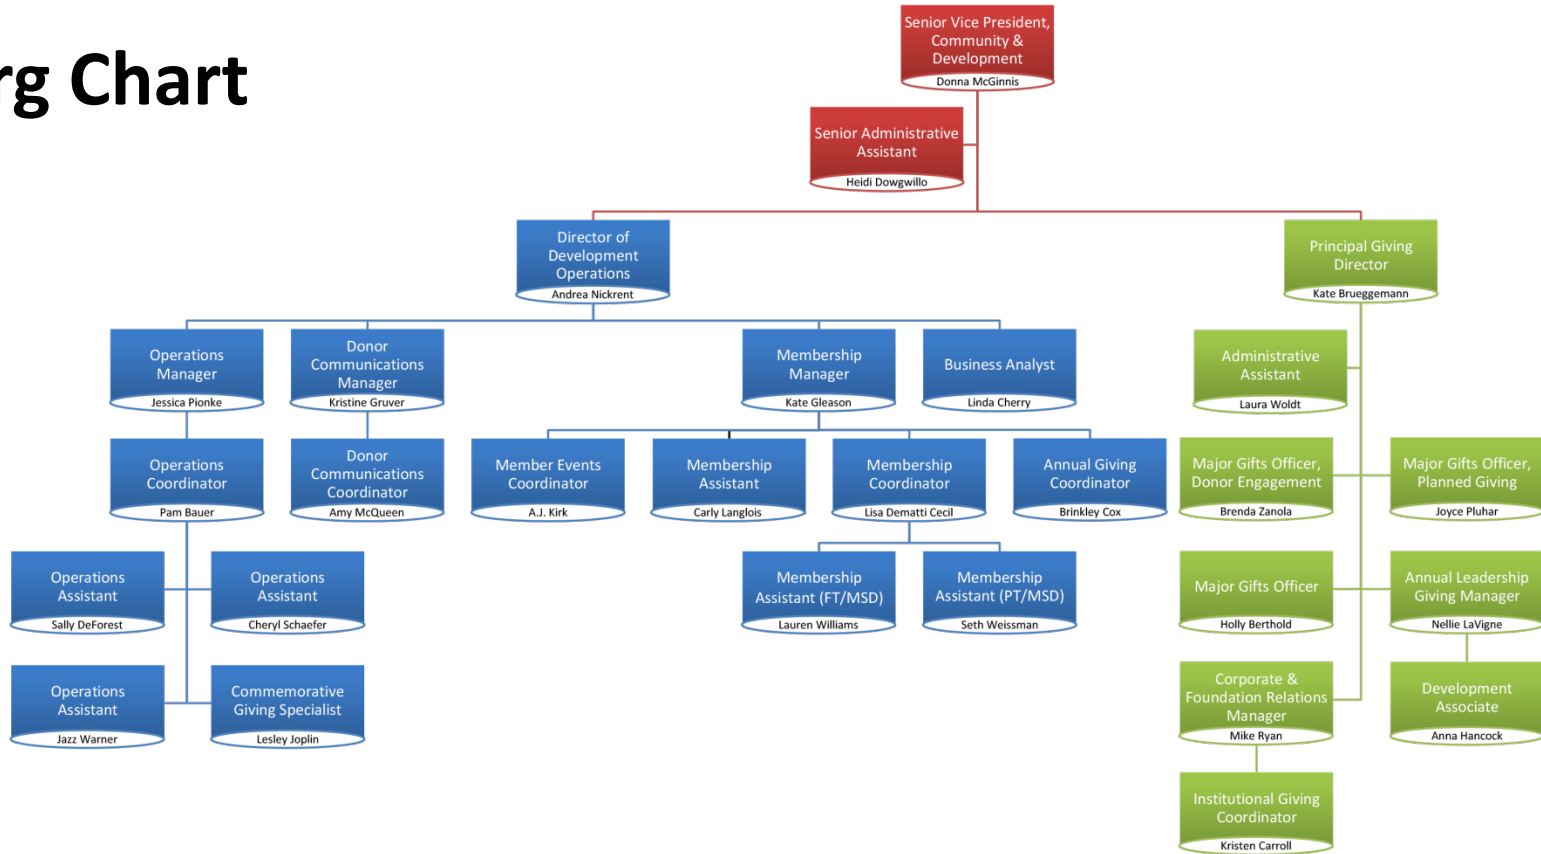 rg Chart
Senior Vice President,
Community &
Development
Donna McGinnis
Senior Administrative
Assistant
Heidi Dowgwillo
Director of
Development
Operations
Andrea Nickrent
Principal Giving
Director
Kate Brueggemann
Operations
Manager
Jessica Pionke
Donor
Communications
Manager
Kristine Gruver
Membership
Manager
Kate Gleason
Business Analyst
Linda Cherry
Administrative
Assistant
Laura Woldt
Operations
Coordinator
Pam Bauer
Donor
Communications
Coordinator
Amy McQueen
Member Events
Coordinator
A.J. Kirk
Membership
Assistant
Carly Langlois
Membership
Coordinator
Lisa Dematti Cecil
Annual Giving
Coordinator
Brinkley Cox
Major Gifts Officer,
Donor Engagement
Brenda Zanola
Major Gifts Officer,
Planned Giving
Joyce Pluhar
Operations
Assistant
Sally DeForest
Operations
Assistant
Cheryl Schaefer
Membership
Assistant (FT/MSD)
Lauren Williams
Membership
Assistant (PT/MSD)
Seth Weissman
Major Gifts Officer
Holly Berthold
Annual Leadership
Giving Manager
Nellie LaVigne
Operations
Assistant
Jazz Warner
Commemorative
Giving Specialist
Lesley Joplin
Corporate &
Foundation Relations
Manager
Mike Ryan
Development
Associate
Anna Hancock
Institutional Giving
Coordinator
Kristen Carroll